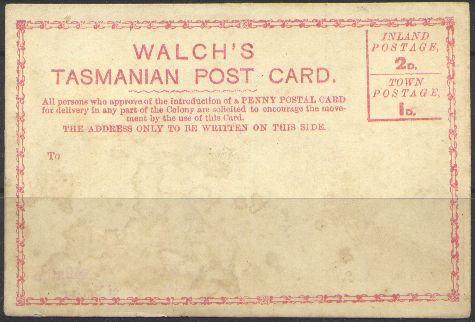 WALCH'S
TASMANIAN POST CARD.
INLAND
POSTAGE,
2D.
TOWN
POSTAGE,
1D.
All persons who approve of the introduction of a PENNY POSTAL CARD
for delivery in any part of the Colony are solicited to encourage the move-
ment by the use of this Card.
THE ADDRESS ONLY TO BE WRITTEN ON THIS SIDE.
To